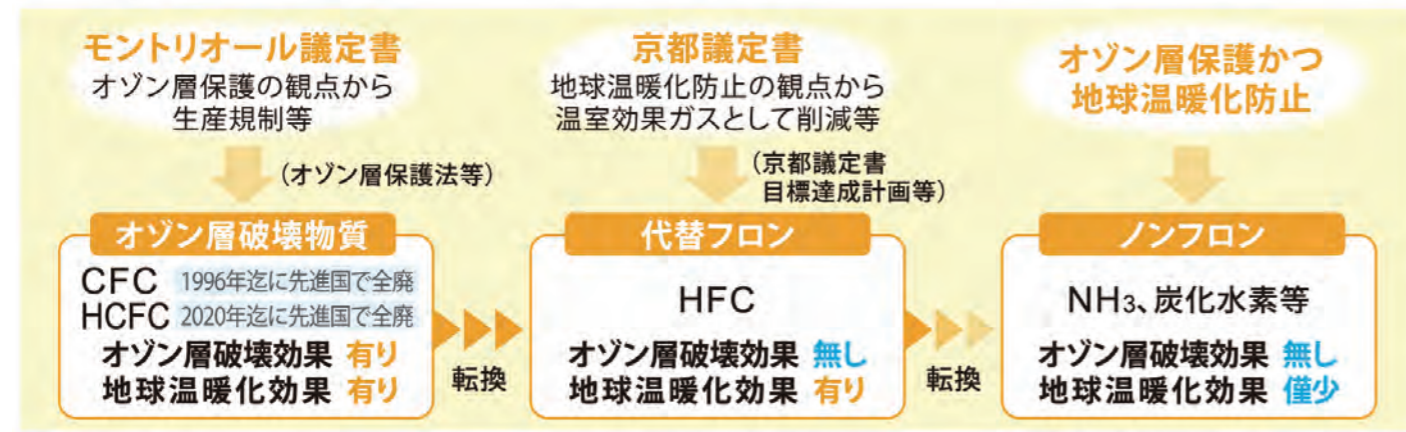 モントリオール議定書
オゾン層保護の観点から
生産規制等
(オゾン層保護法等)
オゾン層破壊物質
CFC 1996年迄に先進国で全廃
HCFC 2020年迄に先進国で全廃
オゾン層破壊効果 有り
地球温暖化効果 有り
転換
京都議定書
地球温暖化防止の観点から
温室効果ガスとして削減等
(京都議定書
目標達成計画等)
代替フロン
HFC
オゾン層破壊効果 無し
地球温暖化効果 有り
転換
オゾン層保護かつ
地球温暖化防止
ノンフロン
NH3、炭化水素等
オゾン層破壊効果 無し
地球温暖化効果 僅少